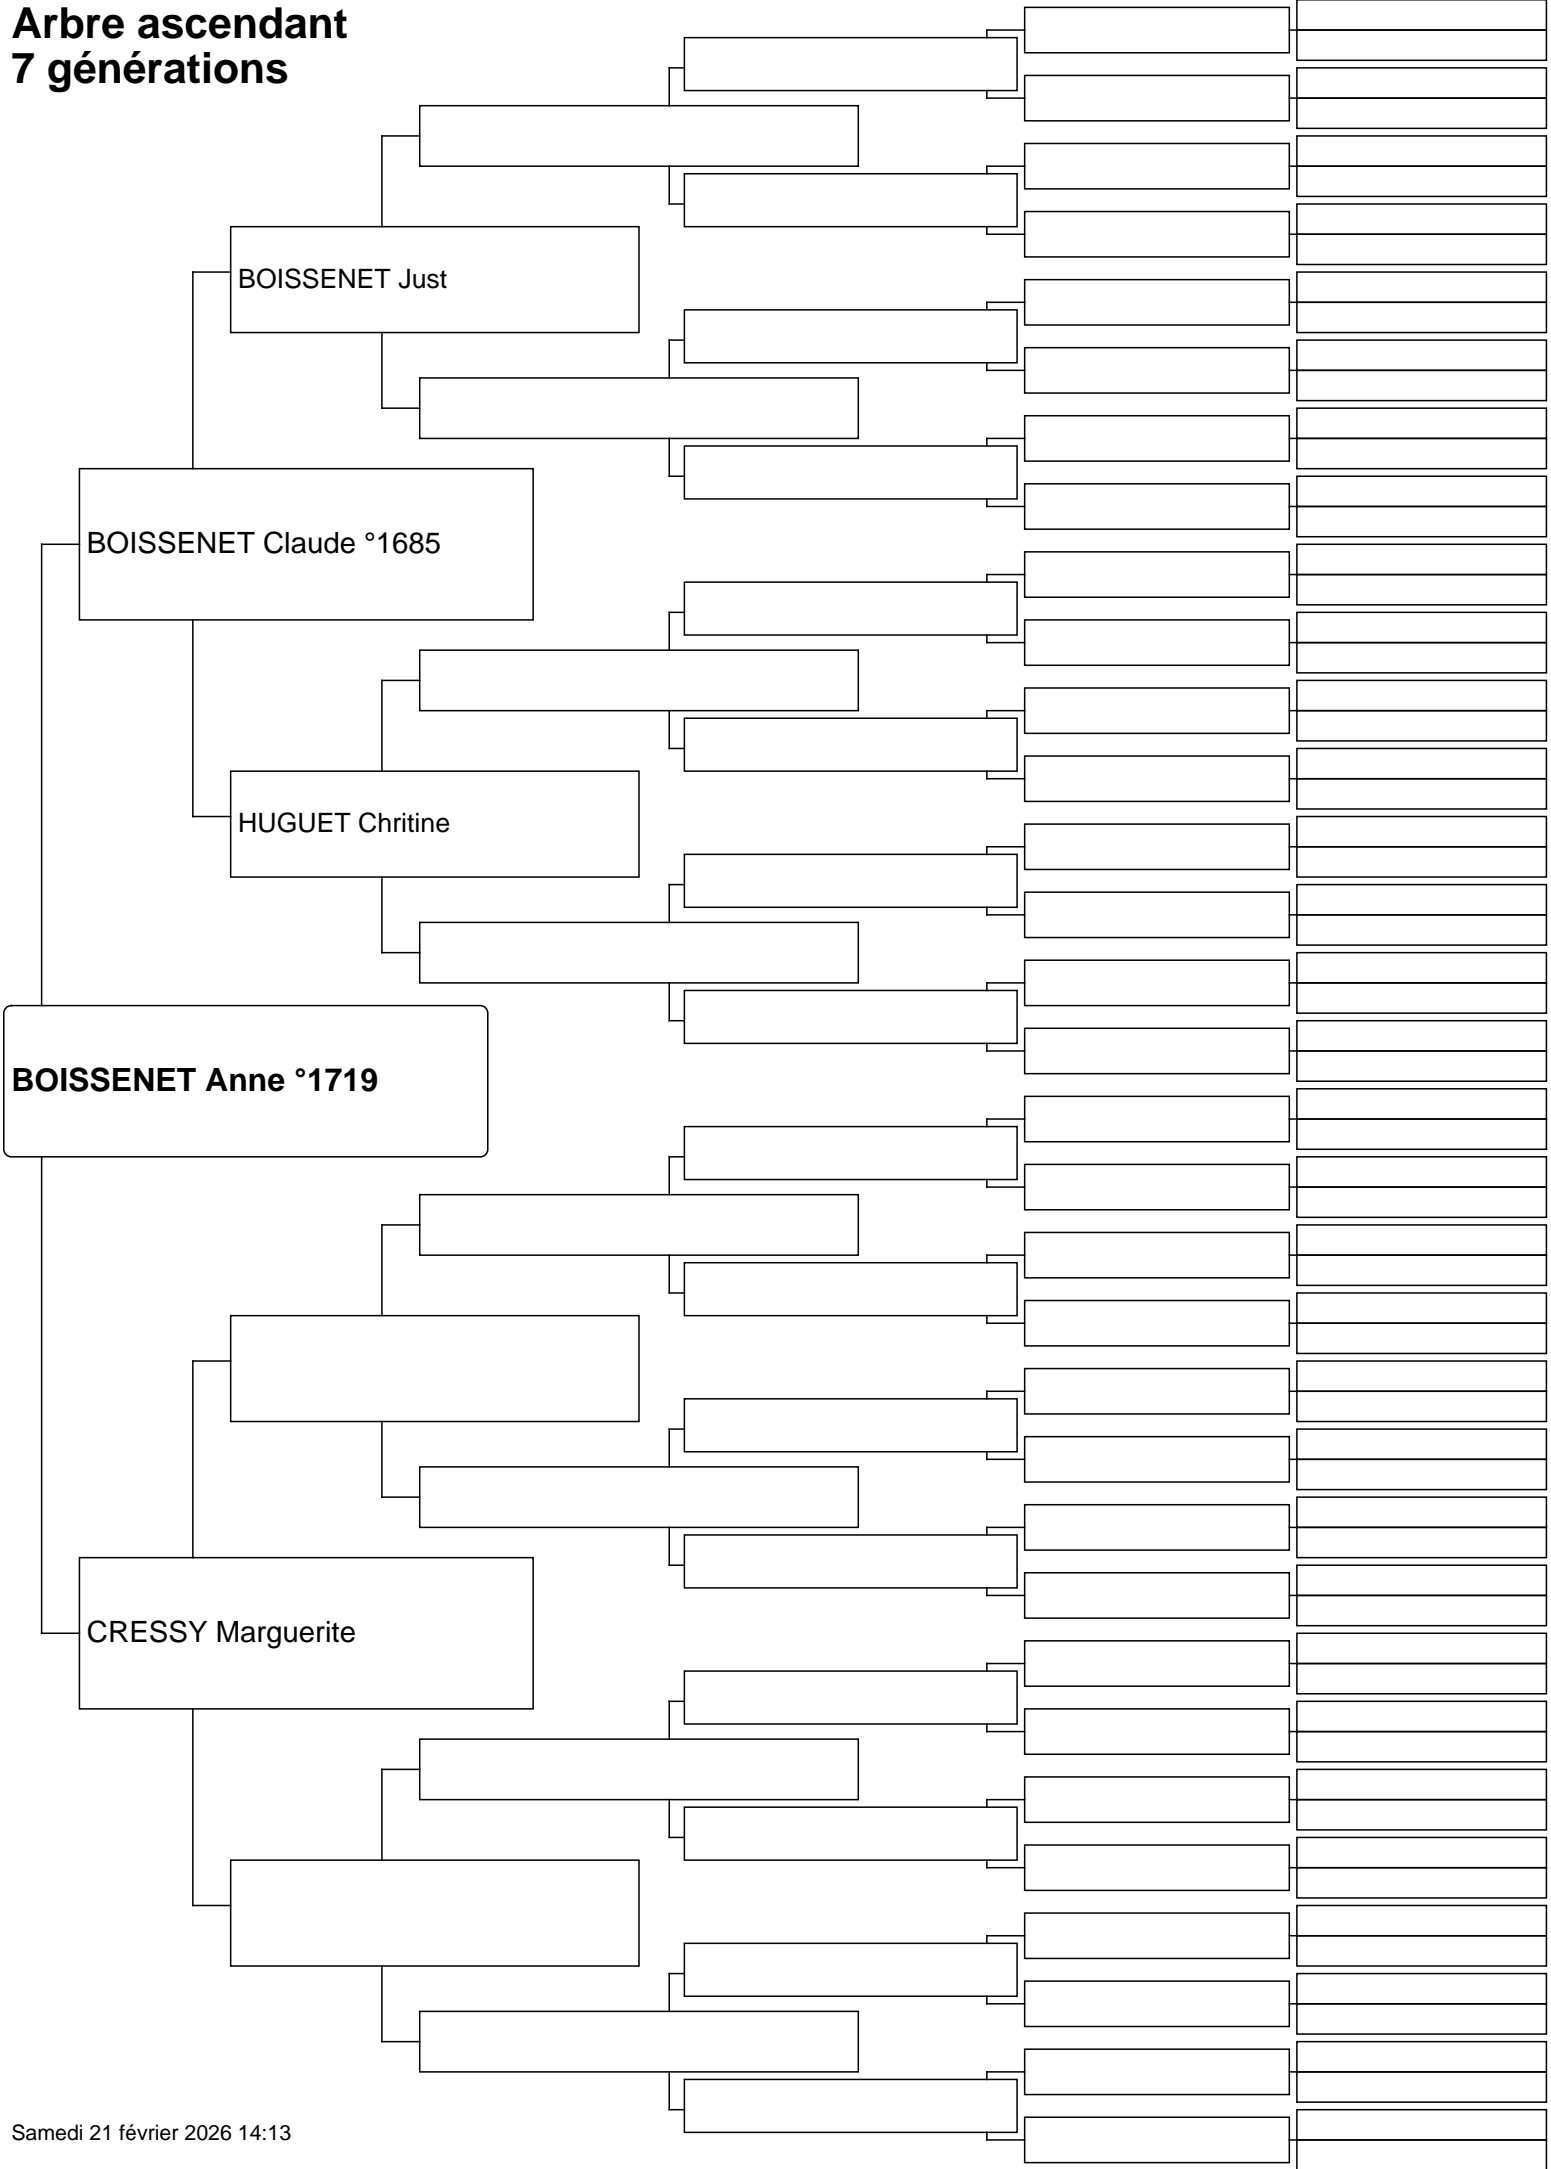 Arbre ascendant
7 générations
BOISSENET Just
BOISSENET Claude °1685
HUGUET Chritine
BOISSENET Anne °1719
CRESSY Marguerite
Samedi 21 février 2026 14:13